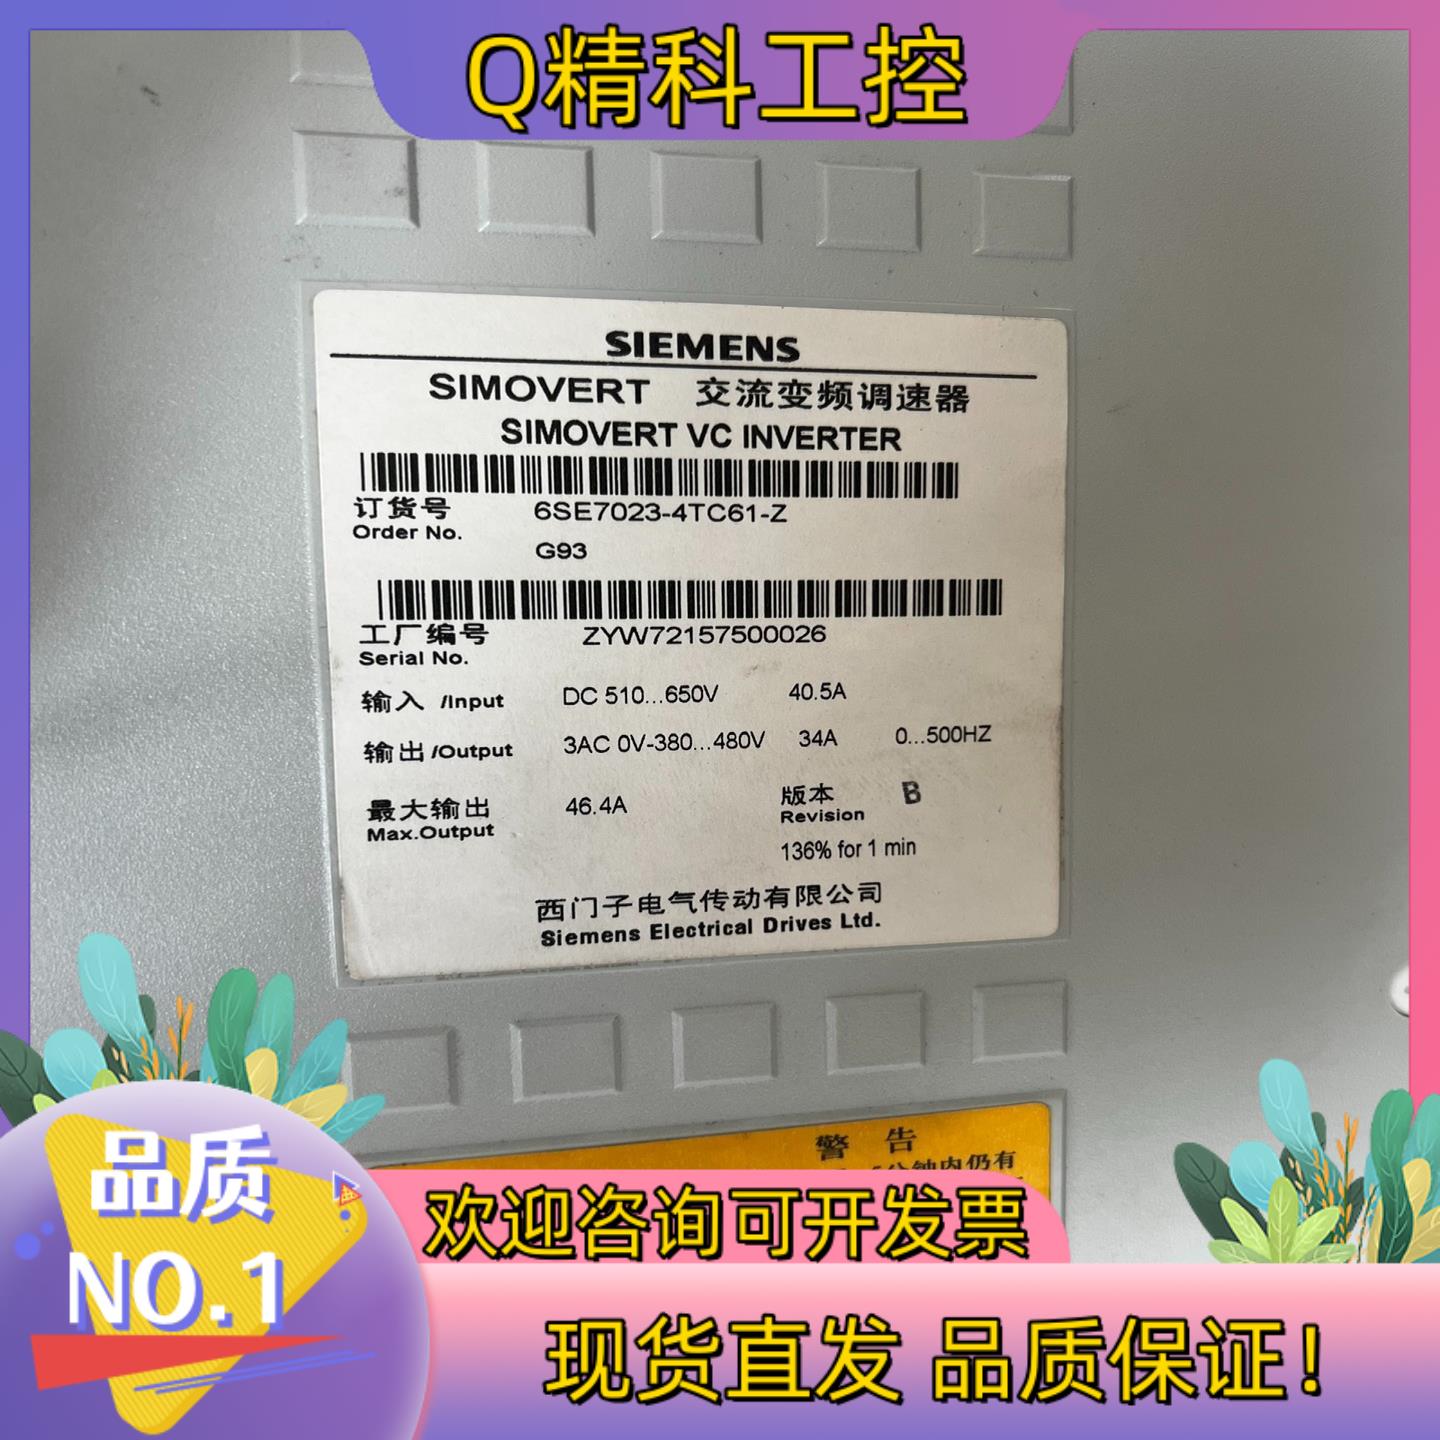 Q精科工控
SIEMENS
SIMOVERT 交流变频调速器
SIMOVERT VC INVERTER
订货号 6SE7023-4TC61-Z
Order No.
G93
工厂编号 ZYW72157500026
Serial No.
输入 /Input DC 510...650V 40.5A
输出 /Output 3AC 0V-380...480V 34A 0...500HZ
最大输出 46.4A 版本 B
Max.Output Revision
136% for 1 min
西门子电气传动有限公司
Siemens Electrical Drives Ltd.
警 告
分钟内仍有
品质
NO.1
欢迎咨询可开发票
现货直发 品质保证!